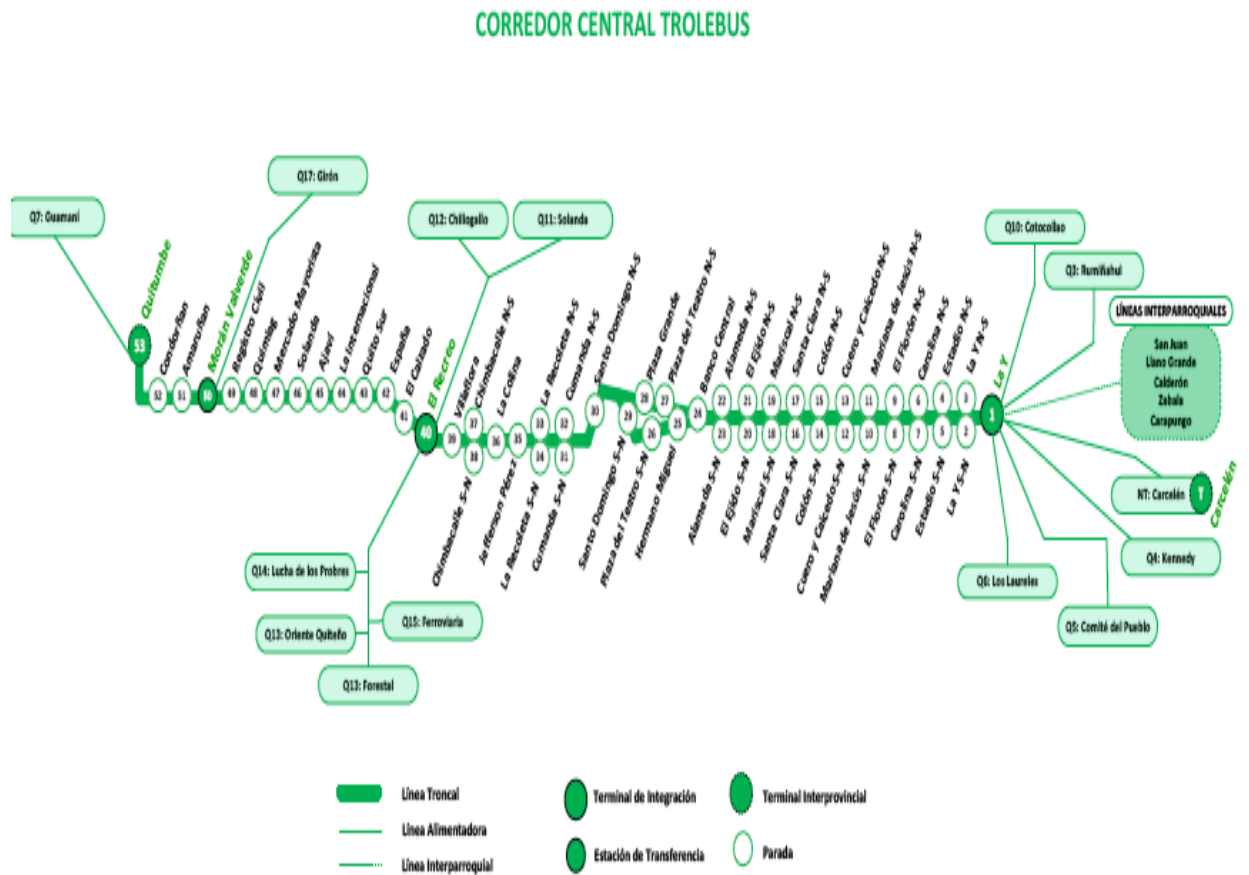 CORREDOR CENTRAL TROLEBUS
Q17: Girón
Q7: Guamaní
Q12: Chillogallo
Q11: Solanda
Q10: Cotocollao
Q3: Rumiñahui
LÍNEAS INTERPARROQUIALES
San Juan
Llano Grande
Calderón
Zabala
Carapungo
NT: Carcelén
T
Carcelén
Q4: Kennedy
Q6: Los Laureles
Q5: Comité del Pueblo
Quitumbe
Condorñan
Amaruñan
Morán Valverde
Registro Civil
Quimiag
Mercado Mayorista
Solanda
Ajaví
La Internacional
Quito Sur
España
El Calzado
El Recreo
Villaflora
Chimbacalle N-S
La Colina
La Recoleta N-S
Cumanda N-S
Santo Domingo N-S
Plaza Grande
Plaza del Teatro N-S
Banco Central
Alameda N-S
El Ejido N-S
Mariscal N-S
Santa Clara N-S
Colón N-S
Cuero y Caicedo N-S
Mariana de Jesús N-S
El Florón N-S
Carolina N-S
Estadio N-S
La Y N-S
La Y
53
52
51
50
49
48
47
46
45
44
43
42
41
40
39
37
38
36
35
33
34
32
31
30
29
28
27
26
25
24
22
23
21
20
19
18
17
16
15
14
13
12
11
10
9
8
6
7
4
5
3
2
1
Chimbacalle S-N
Jefferson Pérez
La Recoleta S-N
Cumanda S-N
Santo Domingo S-N
Plaza del Teatro S-N
Hermano Miguel
Alameda S-N
El Ejido S-N
Mariscal S-N
Santa Clara S-N
Colón S-N
Cuero y Caicedo S-N
Mariana de Jesús S-N
El Florón S-N
Carolina S-N
Estadio S-N
La Y S-N
Q14: Lucha de los Probres
Q15: Ferroviaria
Q13: Oriente Quiteño
Q13: Forestal
Línea Troncal
Línea Alimentadora
Línea Interparroquial
Terminal de Integración
Estación de Transferencia
Terminal Interprovincial
Parada